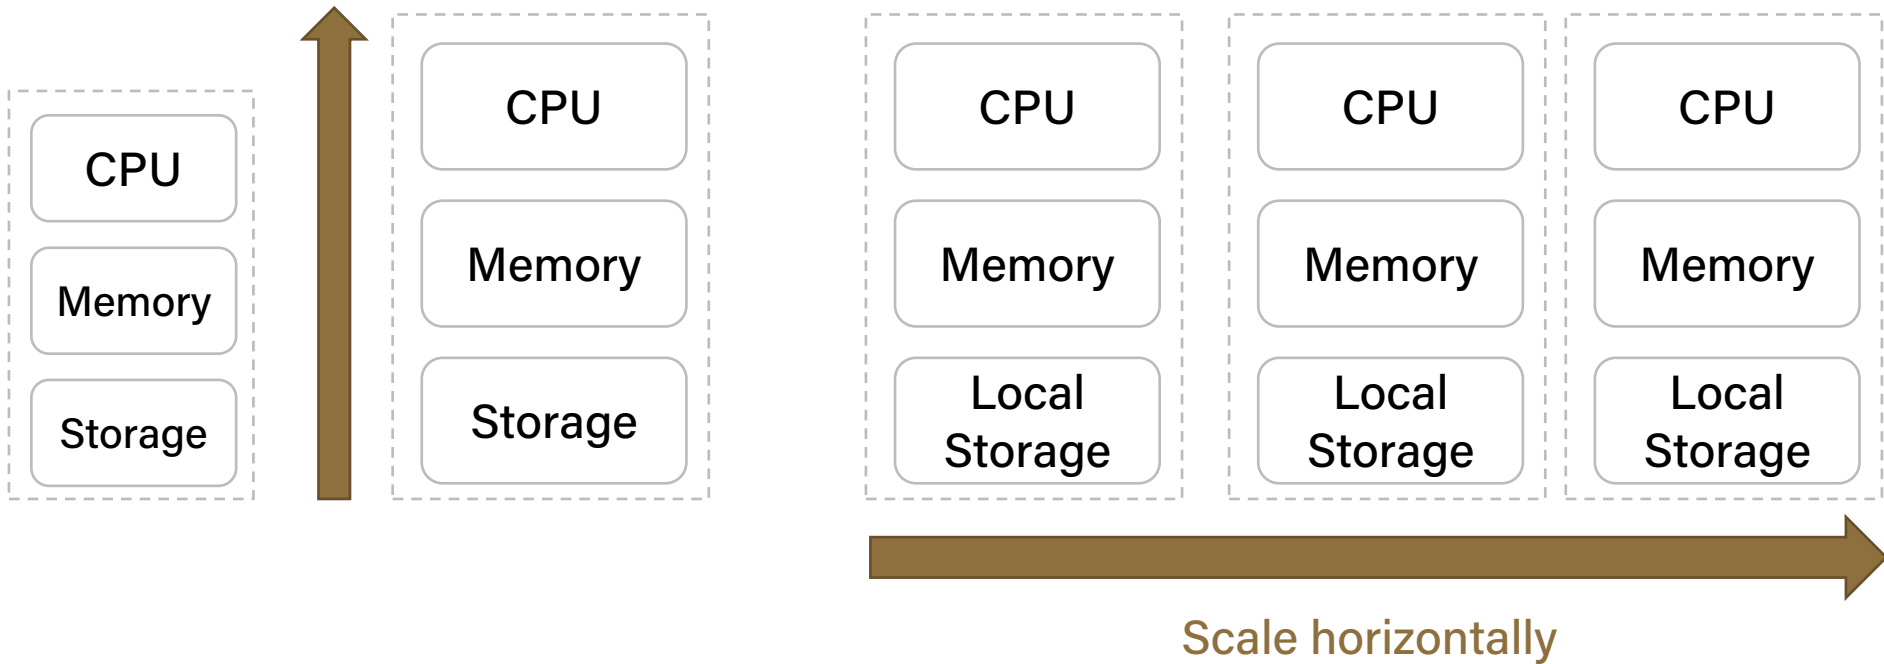 CPU
Memory
Storage
CPU
Memory
Storage
CPU
Memory
Local
Storage
CPU
Memory
Local
Storage
CPU
Memory
Local
Storage
Scale horizontally